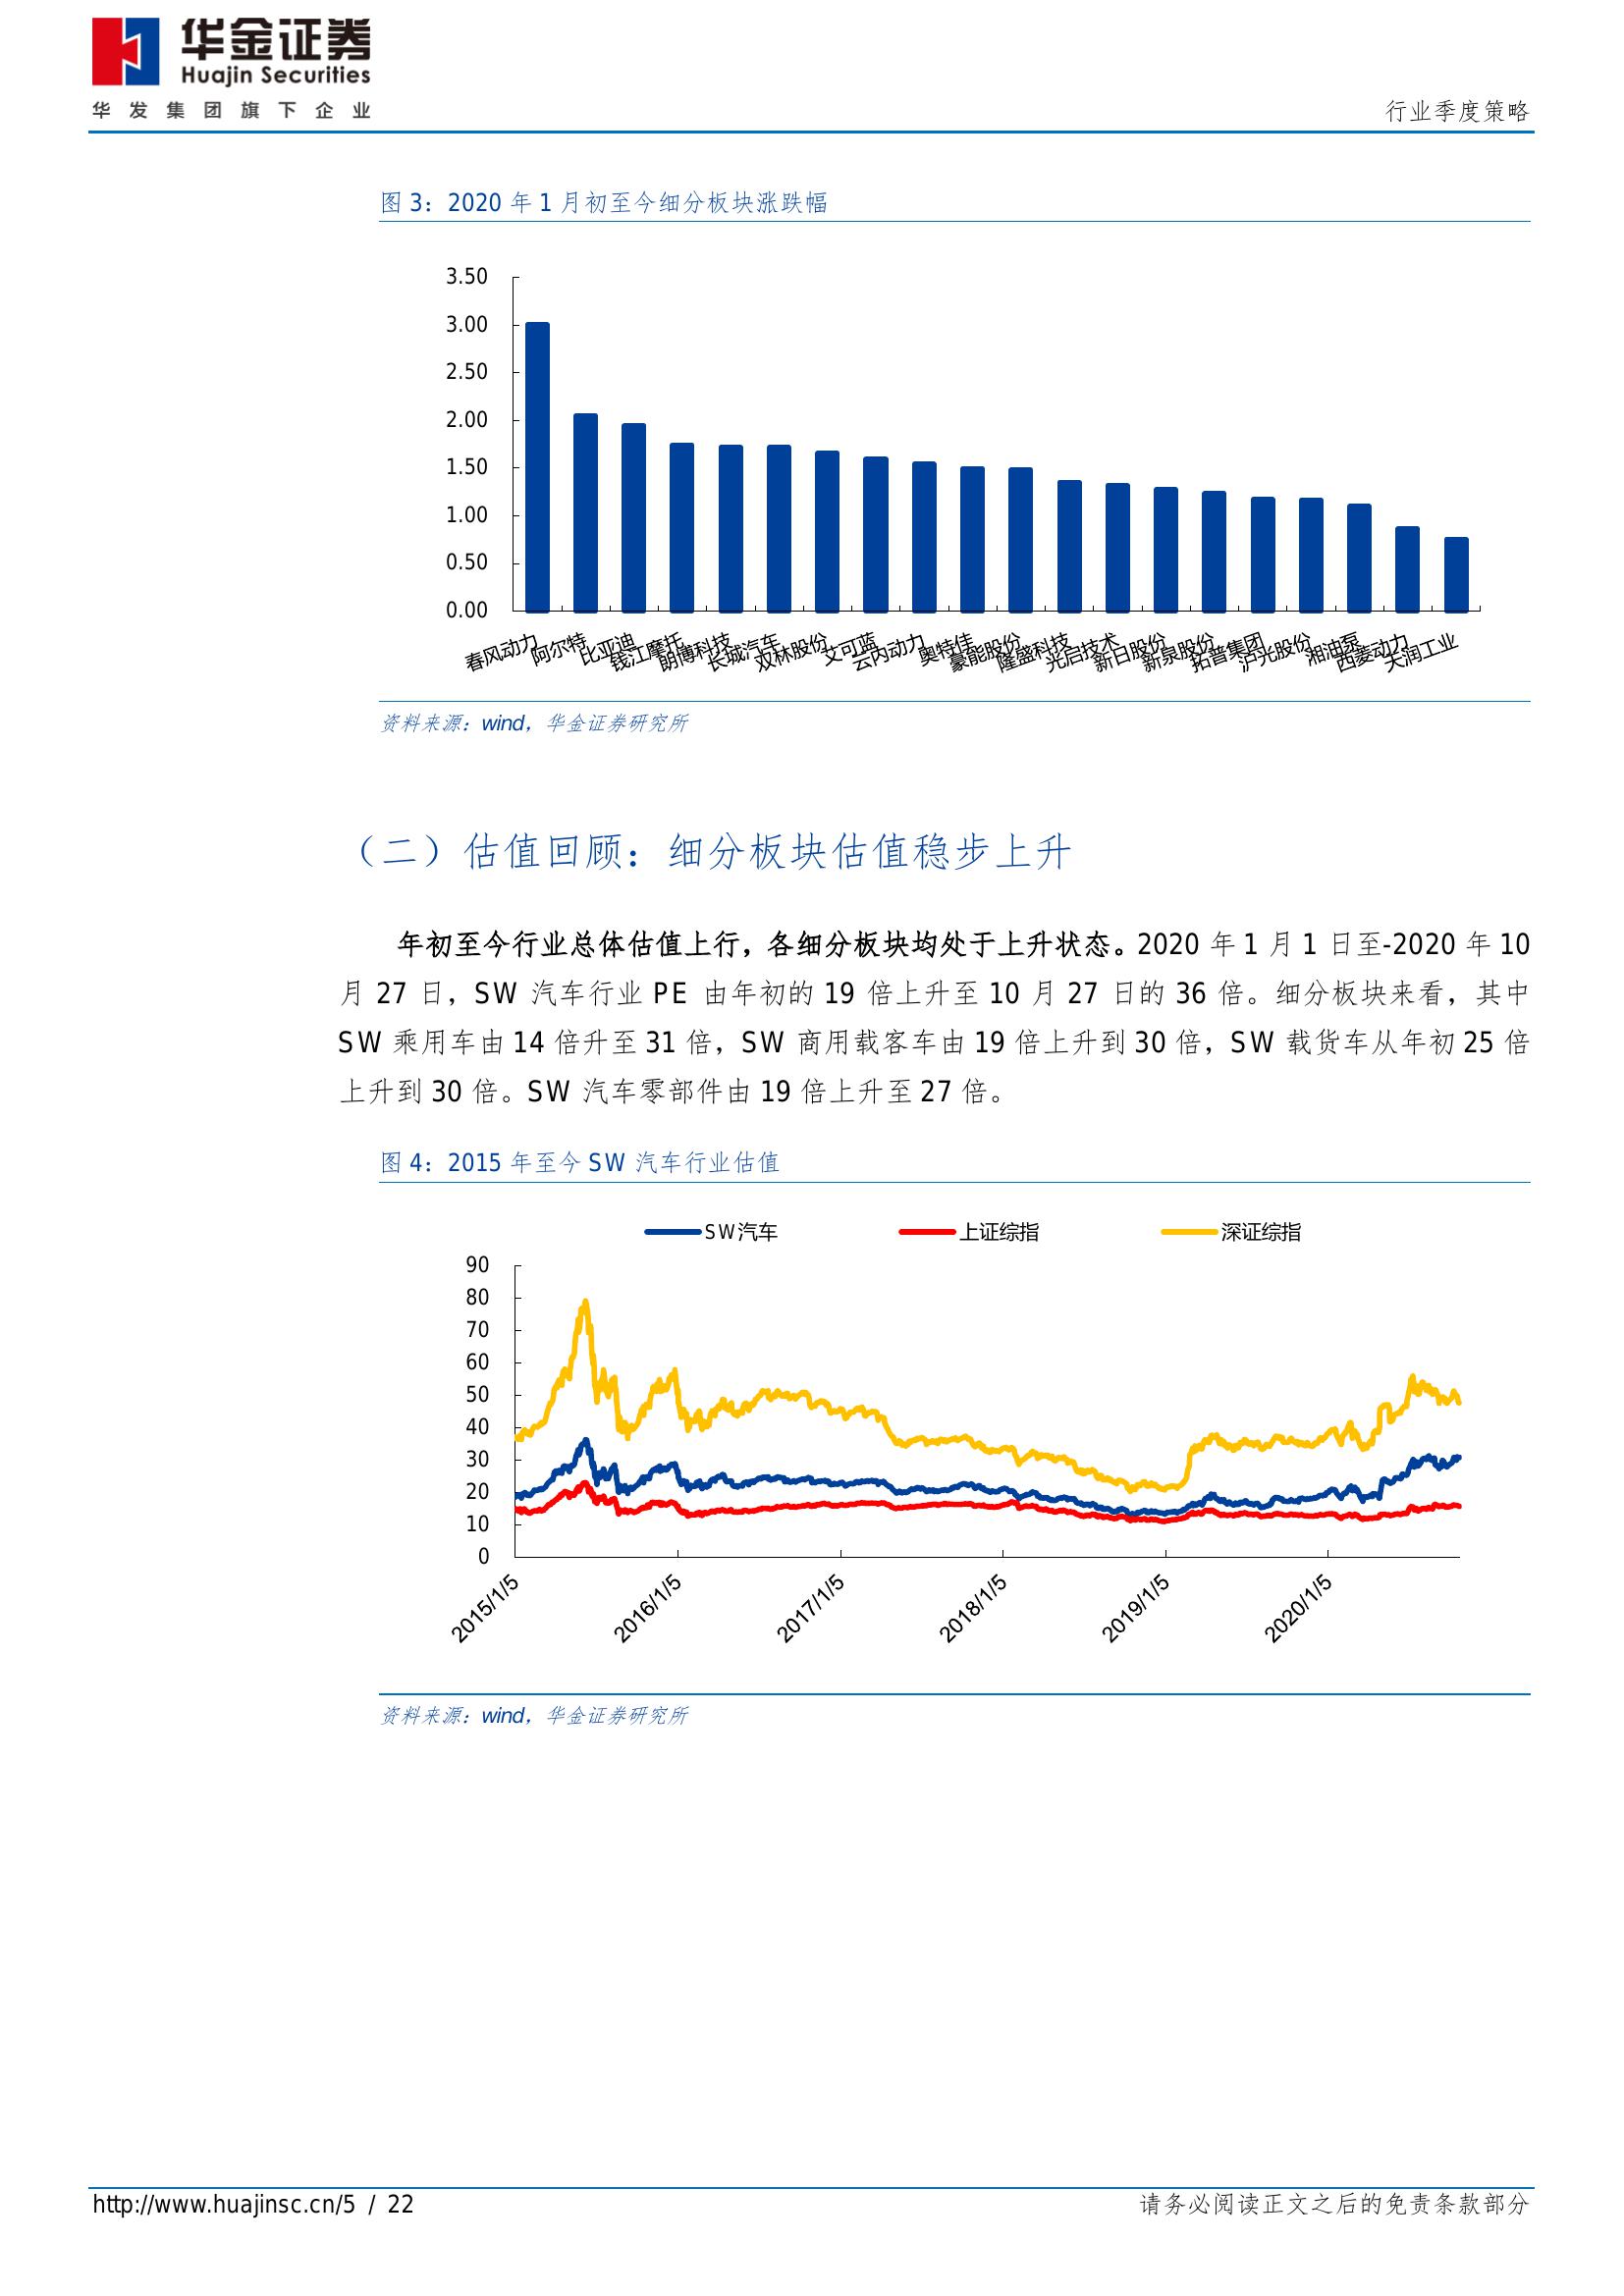 华金证券
Huajin Securities
华发集团旗下企业
行业季度策略
图 3：2020 年 1 月初至今细分板块涨跌幅
3.50
3.00
2.50
2.00
1.50
1.00
0.50
0.00
春风动力 阿尔特 比亚迪 钱江摩托 朗博科技 长城汽车 双林股份 艾可蓝 云内动力 奥特佳 豪能股份 隆盛科技 光启技术 新日股份 新泉股份 拓普集团 沪光股份 湘油泵 西菱动力 天润工业
资料来源：wind，华金证券研究所
（二）估值回顾：细分板块估值稳步上升
年初至今行业总体估值上行，各细分板块均处于上升状态。2020 年 1 月 1 日至-2020 年 10
月 27 日，SW 汽车行业 PE 由年初的 19 倍上升至 10 月 27 日的 36 倍。细分板块来看，其中
SW 乘用车由 14 倍升至 31 倍，SW 商用载客车由 19 倍上升到 30 倍，SW 载货车从年初 25 倍
上升到 30 倍。SW 汽车零部件由 19 倍上升至 27 倍。
图 4：2015 年至今 SW 汽车行业估值
SW汽车 上证综指 深证综指
90
80
70
60
50
40
30
20
10
0
2015/1/5 2016/1/5 2017/1/5 2018/1/5 2019/1/5 2020/1/5
资料来源：wind，华金证券研究所
http://www.huajinsc.cn/5 / 22
请务必阅读正文之后的免责条款部分